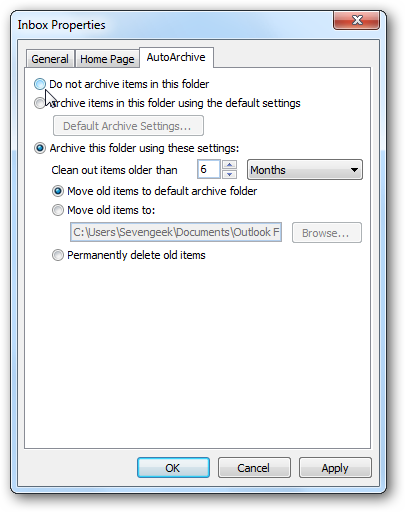 Inbox Properties
General Home Page AutoArchive
Do not archive items in this folder
Archive items in this folder using the default settings
Default Archive Settings...
Archive this folder using these settings:
Clean out items older than 6 Months
Move old items to default archive folder
Move old items to:
C:\Users\Sevengeek\Documents\Outlook F Browse...
Permanently delete old items
OK Cancel Apply